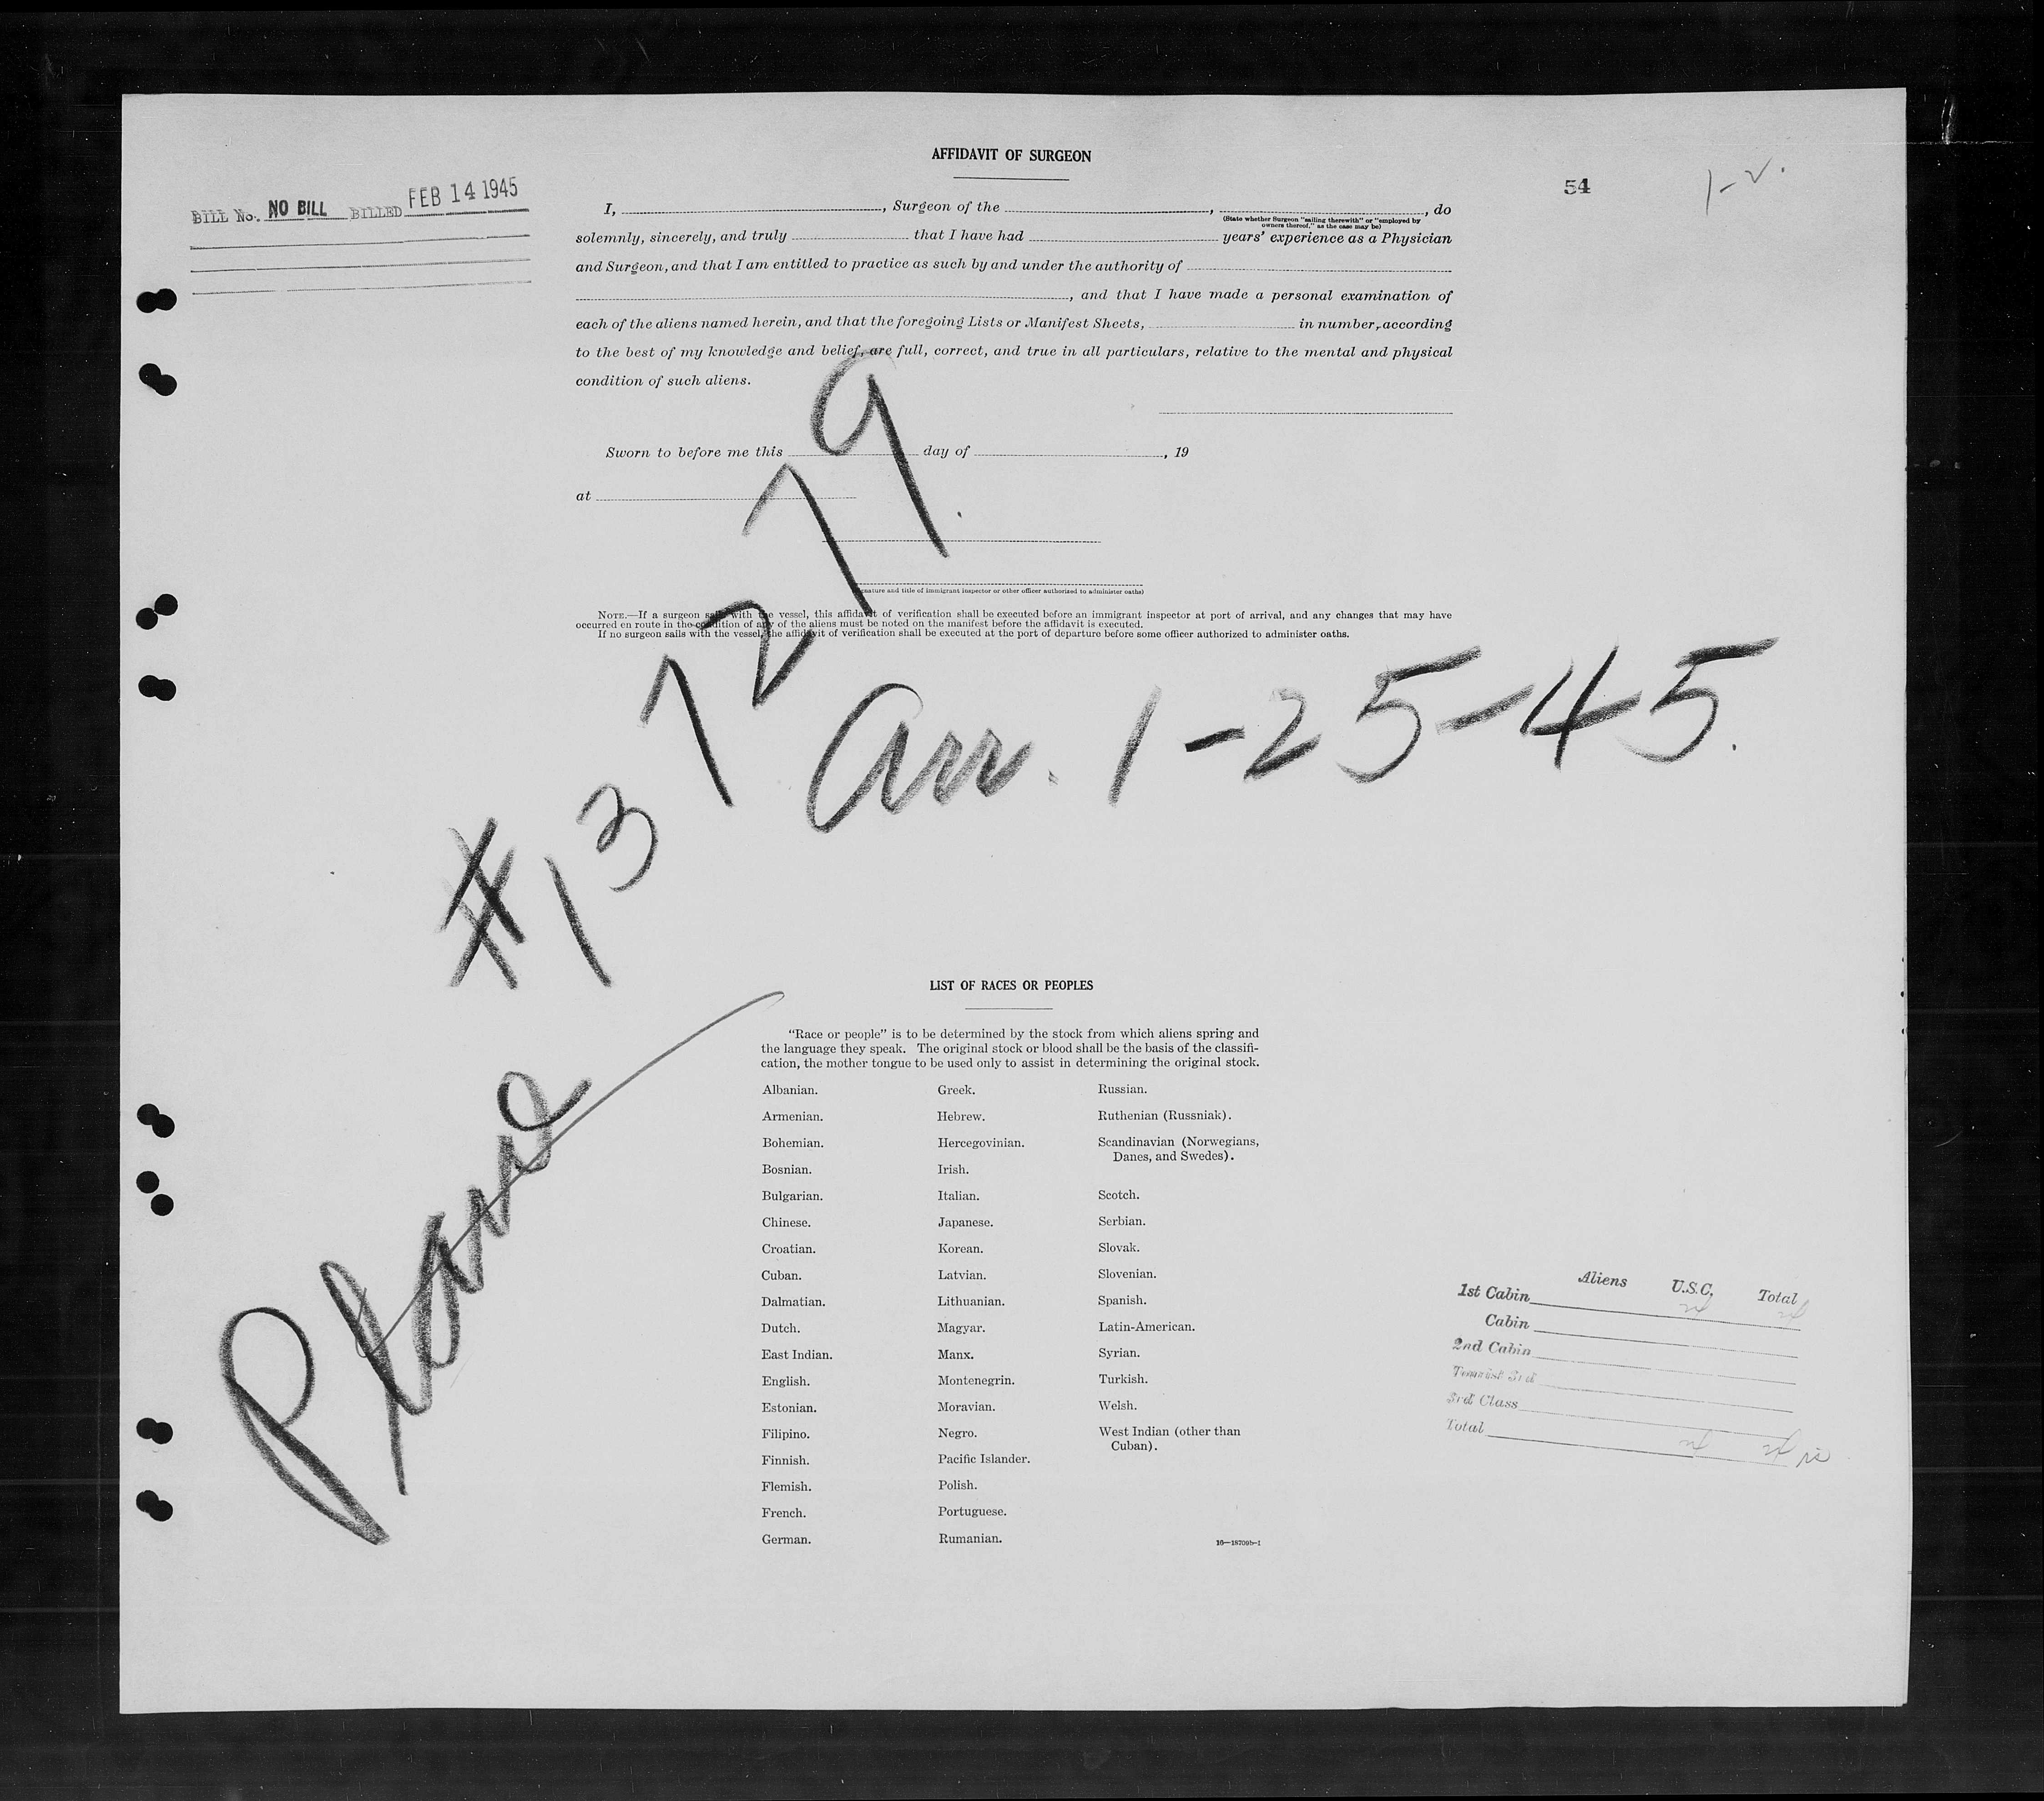 AFFIDAVIT OF SURGEON
54
1-2.
BILL No. NO BILL BILLED FEB 14 1945
I, , Surgeon of the , , do
(State whether Surgeon "sailing therewith" or "employed by
owners thereof," as the case may be)
solemnly, sincerely, and truly that I have had years' experience as a Physician
and Surgeon, and that I am entitled to practice as such by and under the authority of
, and that I have made a personal examination of
each of the aliens named herein, and that the foregoing Lists or Manifest Sheets, in number, according
to the best of my knowledge and belief, are full, correct, and true in all particulars, relative to the mental and physical
condition of such aliens.
Sworn to before me this day of , 19
at
(Signature and title of immigrant inspector or other officer authorized to administer oaths)
NOTE.—If a surgeon sails with the vessel, this affidavit of verification shall be executed before an immigrant inspector at port of arrival, and any changes that may have
occurred en route in the condition of any of the aliens must be noted on the manifest before the affidavit is executed.
If no surgeon sails with the vessel, the affidavit of verification shall be executed at the port of departure before some officer authorized to administer oaths.
#137279.
Arr. 1-25-45.
Plane
LIST OF RACES OR PEOPLES
"Race or people" is to be determined by the stock from which aliens spring and
the language they speak. The original stock or blood shall be the basis of the classifi-
cation, the mother tongue to be used only to assist in determining the original stock.
Albanian.
Armenian.
Bohemian.
Bosnian.
Bulgarian.
Chinese.
Croatian.
Cuban.
Dalmatian.
Dutch.
East Indian.
English.
Estonian.
Filipino.
Finnish.
Flemish.
French.
German.
Greek.
Hebrew.
Hercegovinian.
Irish.
Italian.
Japanese.
Korean.
Latvian.
Lithuanian.
Magyar.
Manx.
Montenegrin.
Moravian.
Negro.
Pacific Islander.
Polish.
Portuguese.
Rumanian.
Russian.
Ruthenian (Russniak).
Scandinavian (Norwegians,
Danes, and Swedes).
Scotch.
Serbian.
Slovak.
Slovenian.
Spanish.
Latin-American.
Syrian.
Turkish.
Welsh.
West Indian (other than
Cuban).
16—18709b-1
Aliens U.S.C. Total
1st Cabin
Cabin
2nd Cabin
Tourist 3rd
3rd Class
Total